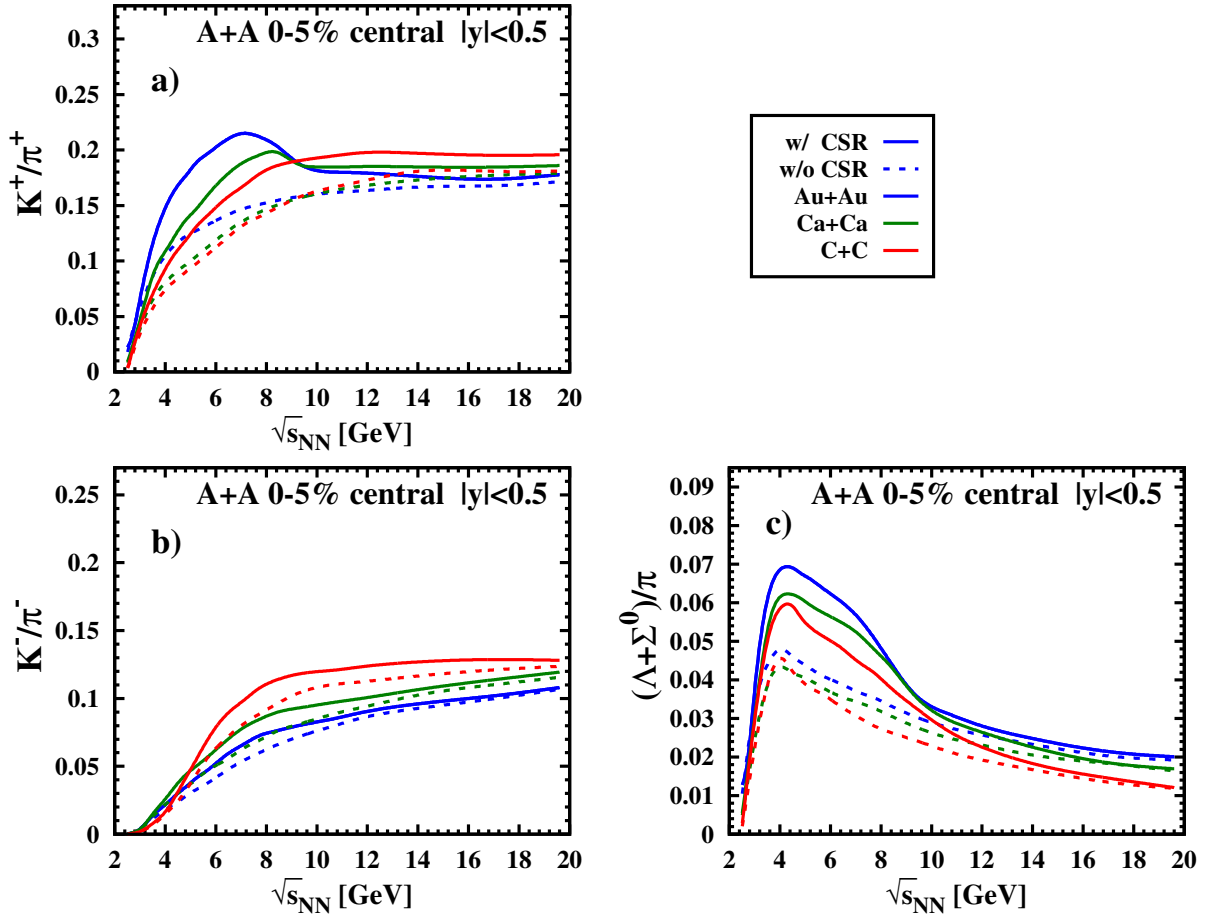 A+A 0-5% central |y|<0.5
a)
K⁺/π⁺
0.3
0.25
0.2
0.15
0.1
0.05
0
2 4 6 8 10 12 14 16 18 20
√s_NN [GeV]
w/ CSR
w/o CSR
Au+Au
Ca+Ca
C+C
A+A 0-5% central |y|<0.5
b)
K⁻/π⁻
0.25
0.2
0.15
0.1
0.05
0
2 4 6 8 10 12 14 16 18 20
√s_NN [GeV]
A+A 0-5% central |y|<0.5
c)
(Λ+Σ⁰)/π
0.09
0.08
0.07
0.06
0.05
0.04
0.03
0.02
0.01
0
2 4 6 8 10 12 14 16 18 20
√s_NN [GeV]